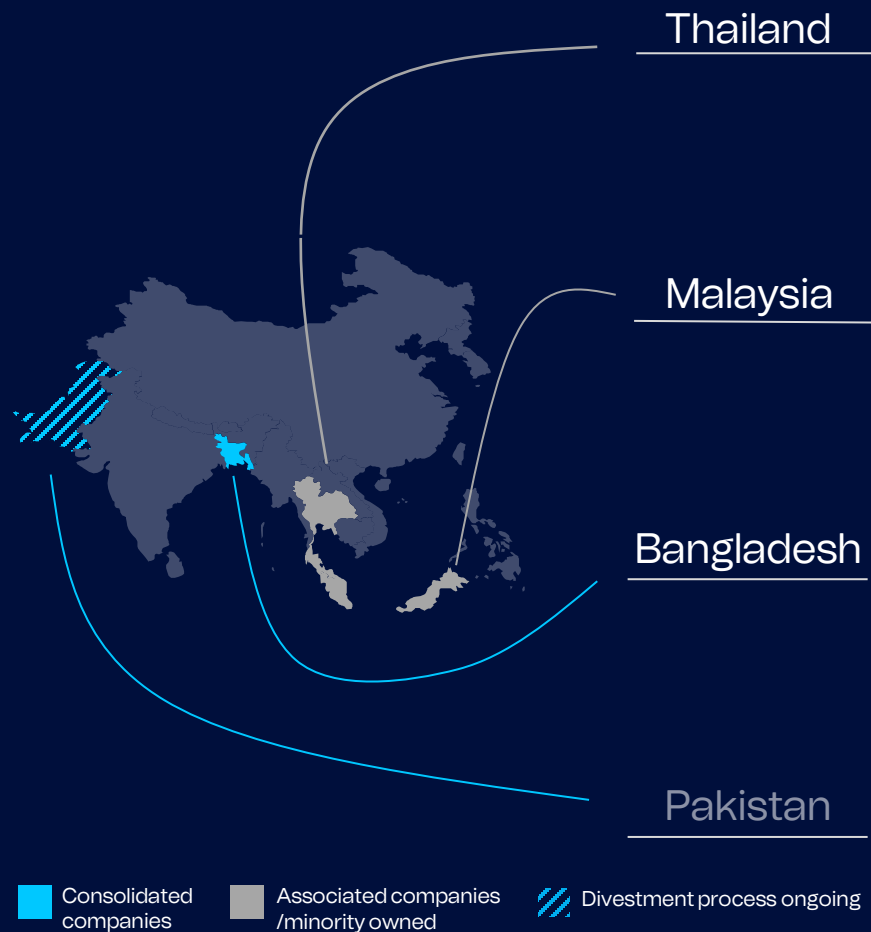 Thailand
Malaysia
Bangladesh
Pakistan
Consolidated
companies
Associated companies
/minority owned
Divestment process ongoing